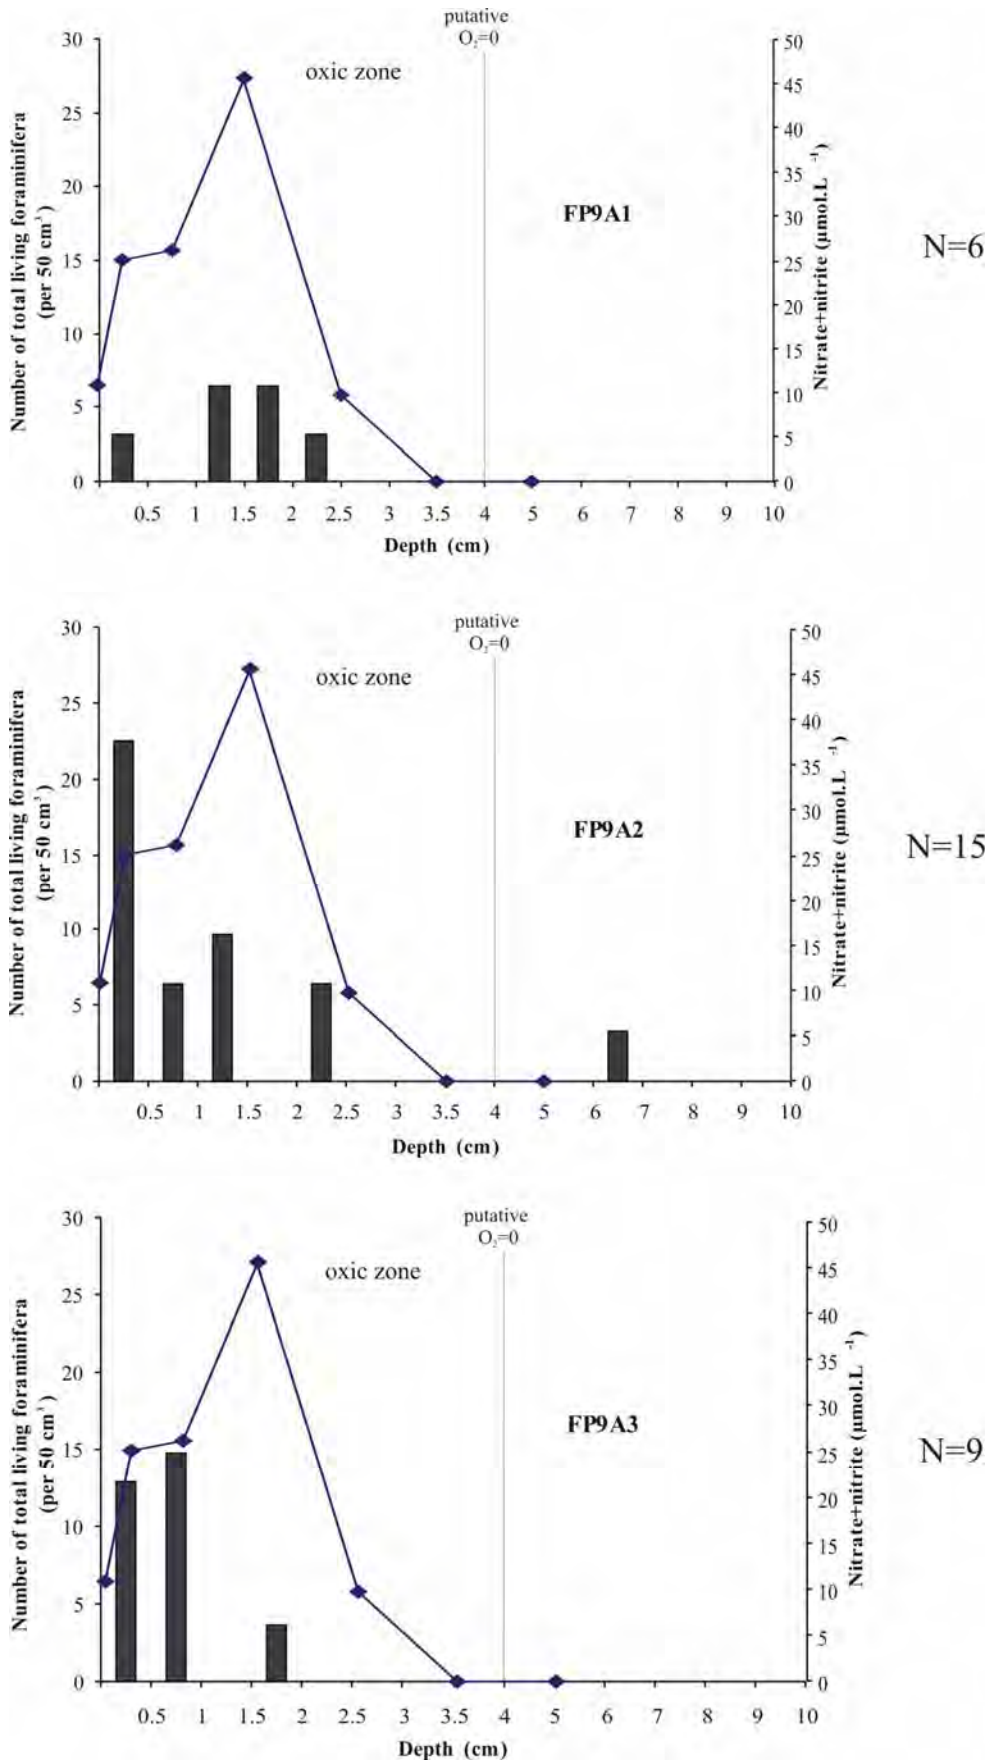 putative
O₂=0
oxic zone
FP9A1
N=6
Number of total living foraminifera
(per 50 cm³)
30
25
20
15
10
5
0
50
45
40
35
30
25
20
15
10
5
0
Nitrate+nitrite (µmol.L ⁻¹)
0.5 1 1.5 2 2.5 3 3.5 4 5 6 7 8 9 10
Depth (cm)
putative
O₂=0
oxic zone
FP9A2
N=15
Number of total living foraminifera
(per 50 cm³)
30
25
20
15
10
5
0
50
45
40
35
30
25
20
15
10
5
0
Nitrate+nitrite (µmol.L ⁻¹)
0.5 1 1.5 2 2.5 3 3.5 4 5 6 7 8 9 10
Depth (cm)
putative
O₂=0
oxic zone
FP9A3
N=9
Number of total living foraminifera
(per 50 cm³)
30
25
20
15
10
5
0
50
45
40
35
30
25
20
15
10
5
0
Nitrate+nitrite (µmol.L ⁻¹)
0.5 1 1.5 2 2.5 3 3.5 4 5 6 7 8 9 10
Depth (cm)